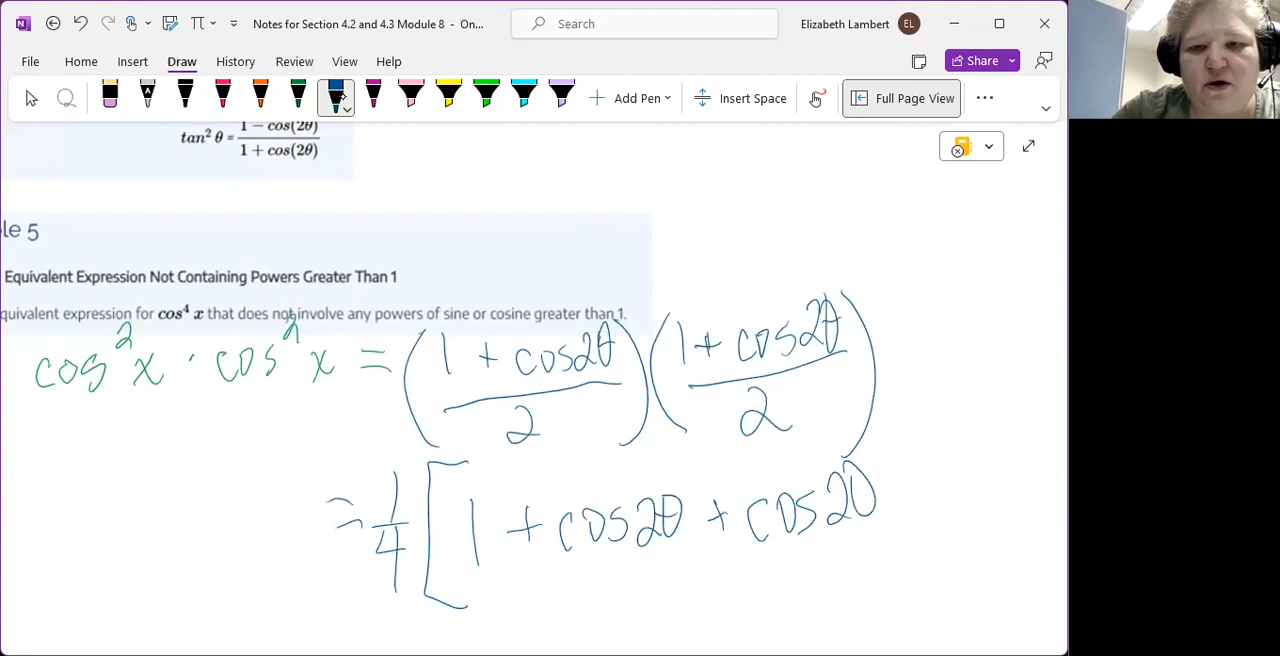 Notes for Section 4.2 and 4.3 Module 8 - On...
Search
Elizabeth Lambert EL
File Home Insert Draw History Review View Help
Share
A
Add Pen
Insert Space
Full Page View
tan² θ = (1 − cos(2θ))/(1 + cos(2θ))
le 5
Equivalent Expression Not Containing Powers Greater Than 1
quivalent expression for cos⁴ x that does not involve any powers of sine or cosine greater than 1.
cos²x · cos²x = ((1 + cos2θ)/2)((1 + cos2θ)/2)
= 1/4 [1 + cos2θ + cos2θ